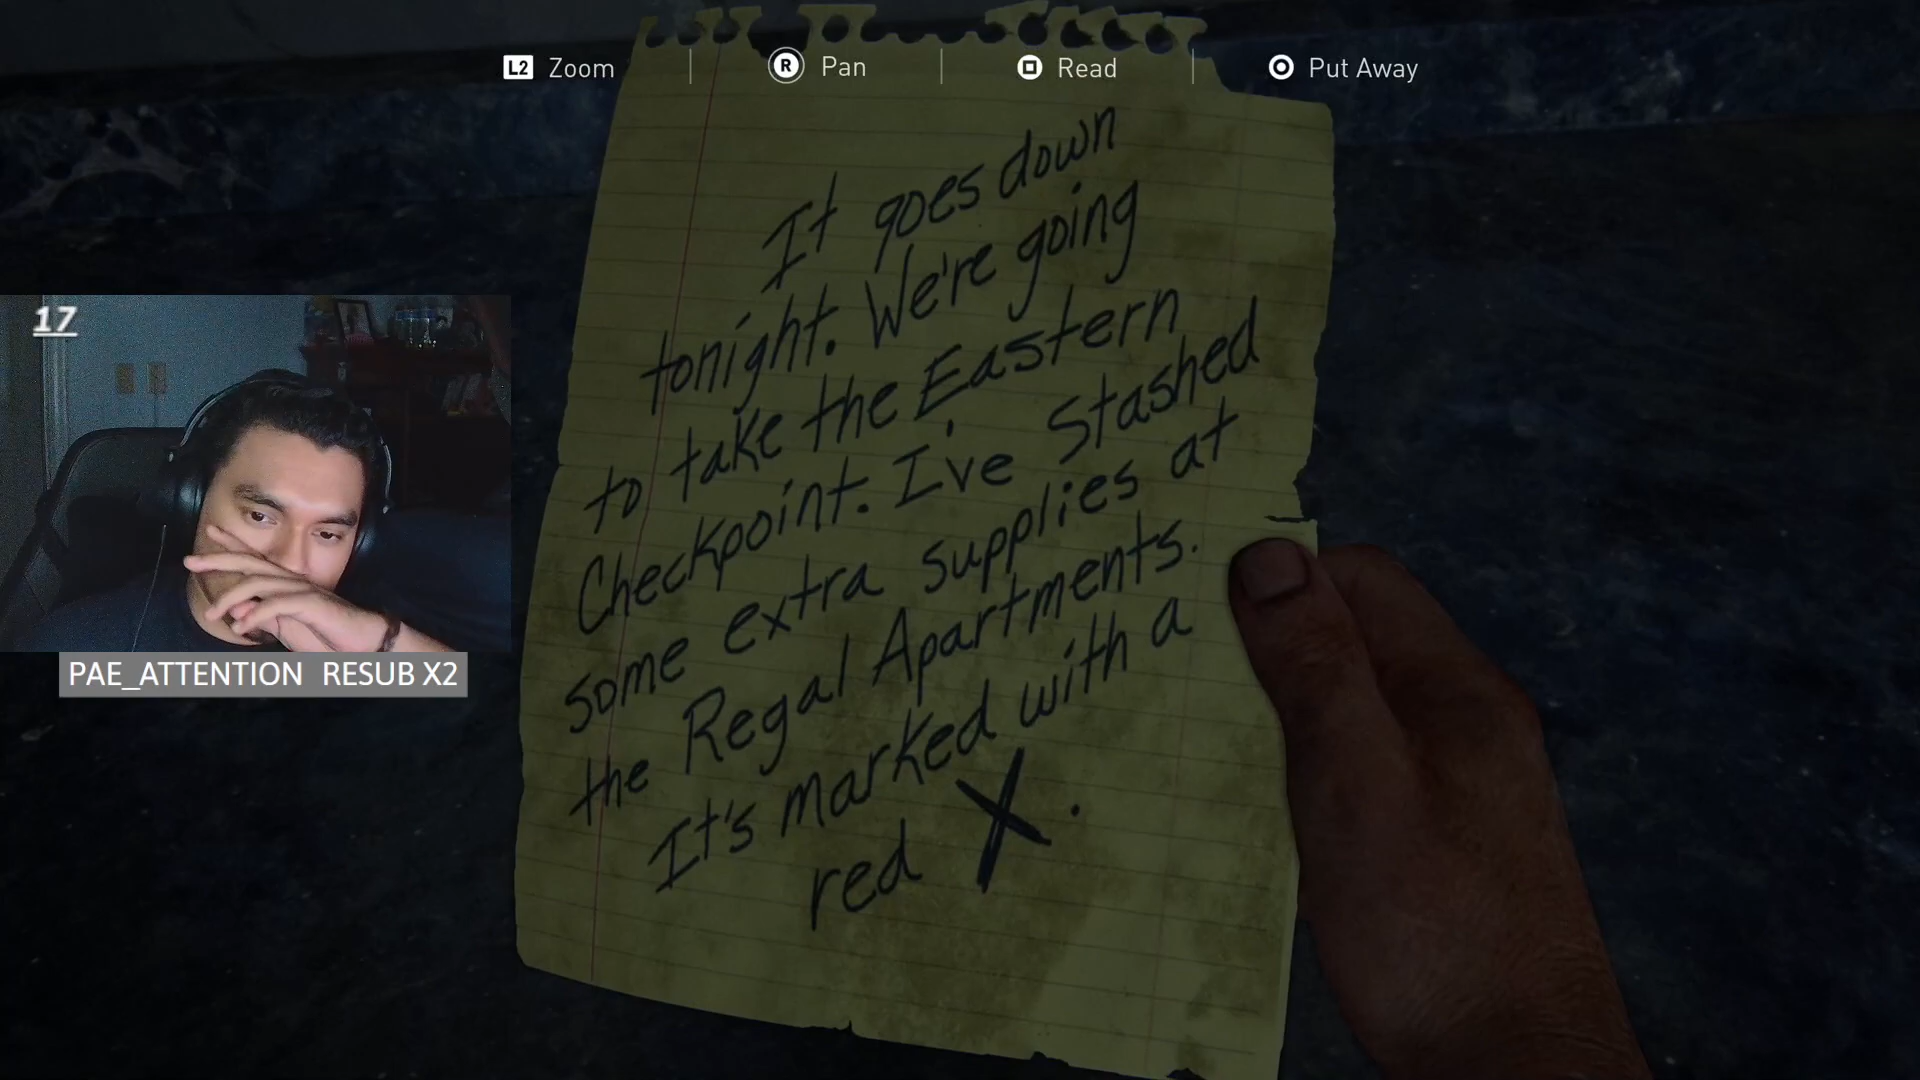 L2 Zoom R Pan Read Put Away
It goes down
tonight. We're going
to take the Eastern
Checkpoint. I've Stashed
some extra supplies at
the Regal Apartments.
It's marked with a
red X.
17
PAE_ATTENTION RESUB X2